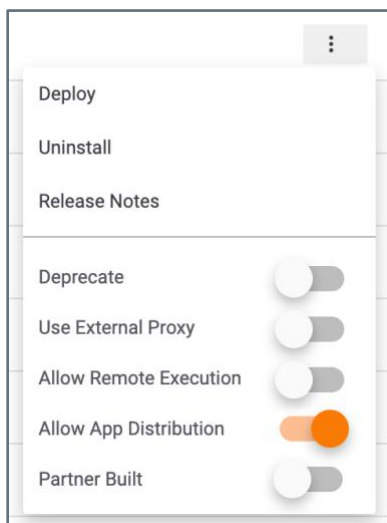 Deploy
Uninstall
Release Notes
Deprecate
Use External Proxy
Allow Remote Execution
Allow App Distribution
Partner Built